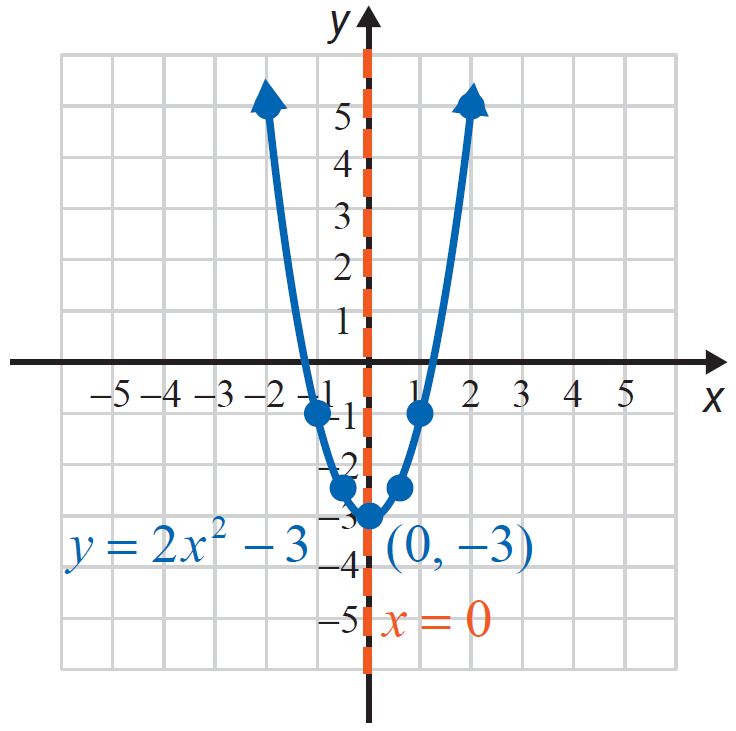 y
5
4
3
2
1
–5 –4 –3 –2 –1 1 2 3 4 5 x
–1
–2
–3
y = 2x² – 3 (0, –3)
–4
–5 x = 0